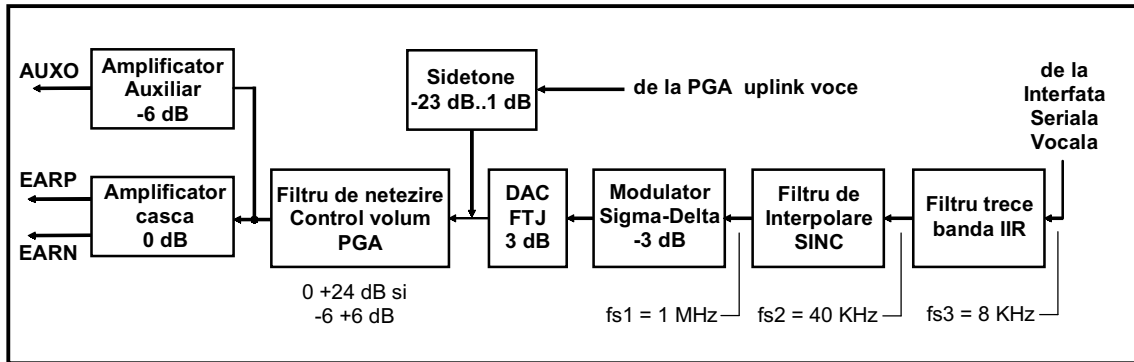 AUXO
Amplificator
Auxiliar
-6 dB
Sidetone
-23 dB..1 dB
de la PGA uplink voce
de la
Interfata
Seriala
Vocala
EARP
EARN
Amplificator
casca
0 dB
Filtru de netezire
Control volum
PGA
DAC
FTJ
3 dB
Modulator
Sigma-Delta
-3 dB
Filtru de
Interpolare
SINC
Filtru trece
banda IIR
0 +24 dB si
-6 +6 dB
fs1 = 1 MHz
fs2 = 40 KHz
fs3 = 8 KHz